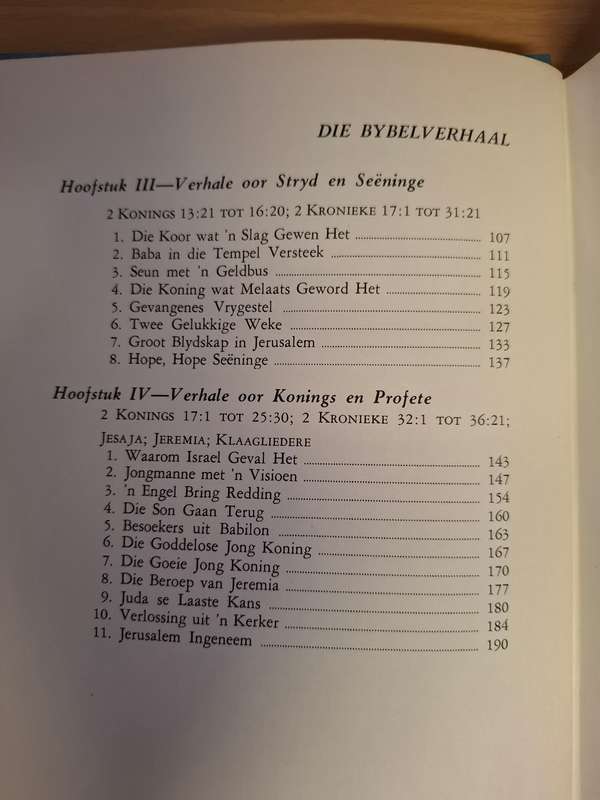 DIE BYBELVERHAAL
Hoofstuk III—Verhale oor Stryd en Seëninge
2 KONINGS 13:21 TOT 16:20; 2 KRONIEKE 17:1 TOT 31:21
1. Die Koor wat 'n Slag Gewen Het 107
2. Baba in die Tempel Versteek 111
3. Seun met 'n Geldbus 115
4. Die Koning wat Melaats Geword Het 119
5. Gevangenes Vrygestel 123
6. Twee Gelukkige Weke 127
7. Groot Blydskap in Jerusalem 133
8. Hope, Hope Seëninge 137
Hoofstuk IV—Verhale oor Konings en Profete
2 KONINGS 17:1 TOT 25:30; 2 KRONIEKE 32:1 TOT 36:21;
JESAJA; JEREMIA; KLAAGLIEDERE
1. Waarom Israel Geval Het 143
2. Jongmanne met 'n Visioen 147
3. 'n Engel Bring Redding 154
4. Die Son Gaan Terug 160
5. Besoekers uit Babilon 163
6. Die Goddelose Jong Koning 167
7. Die Goeie Jong Koning 170
8. Die Beroep van Jeremia 177
9. Juda se Laaste Kans 180
10. Verlossing uit 'n Kerker 184
11. Jerusalem Ingeneem 190